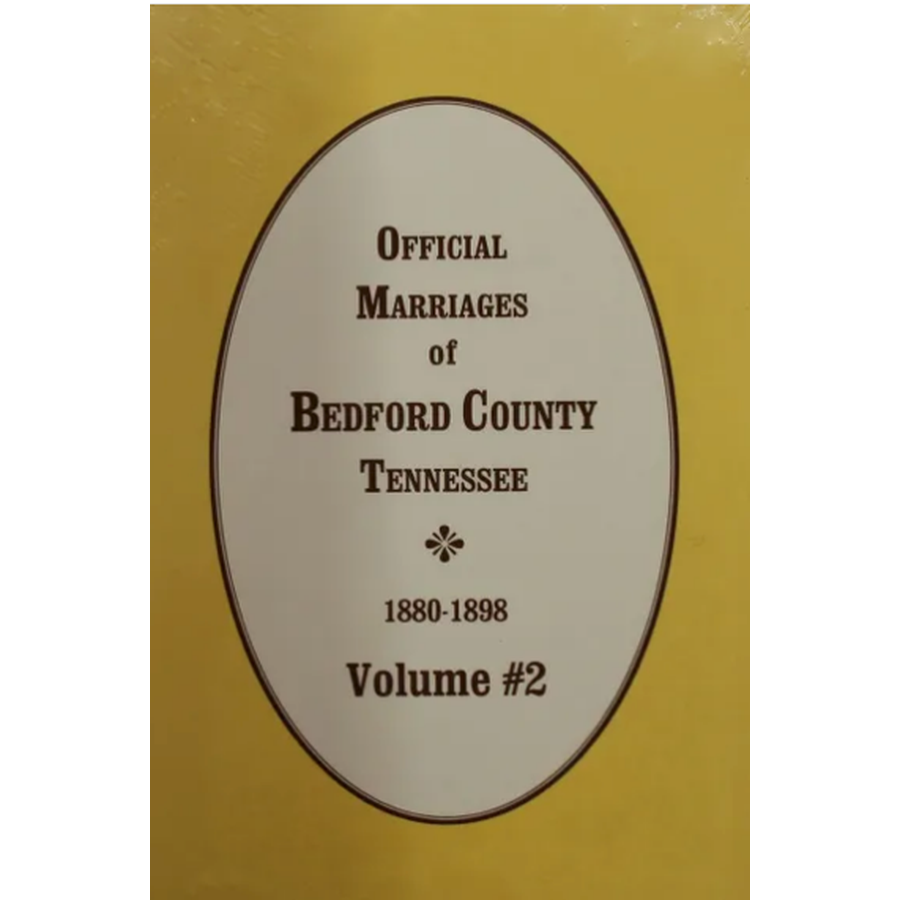 Official
Marriages
of
Bedford County
Tennessee
1880-1898
Volume #2